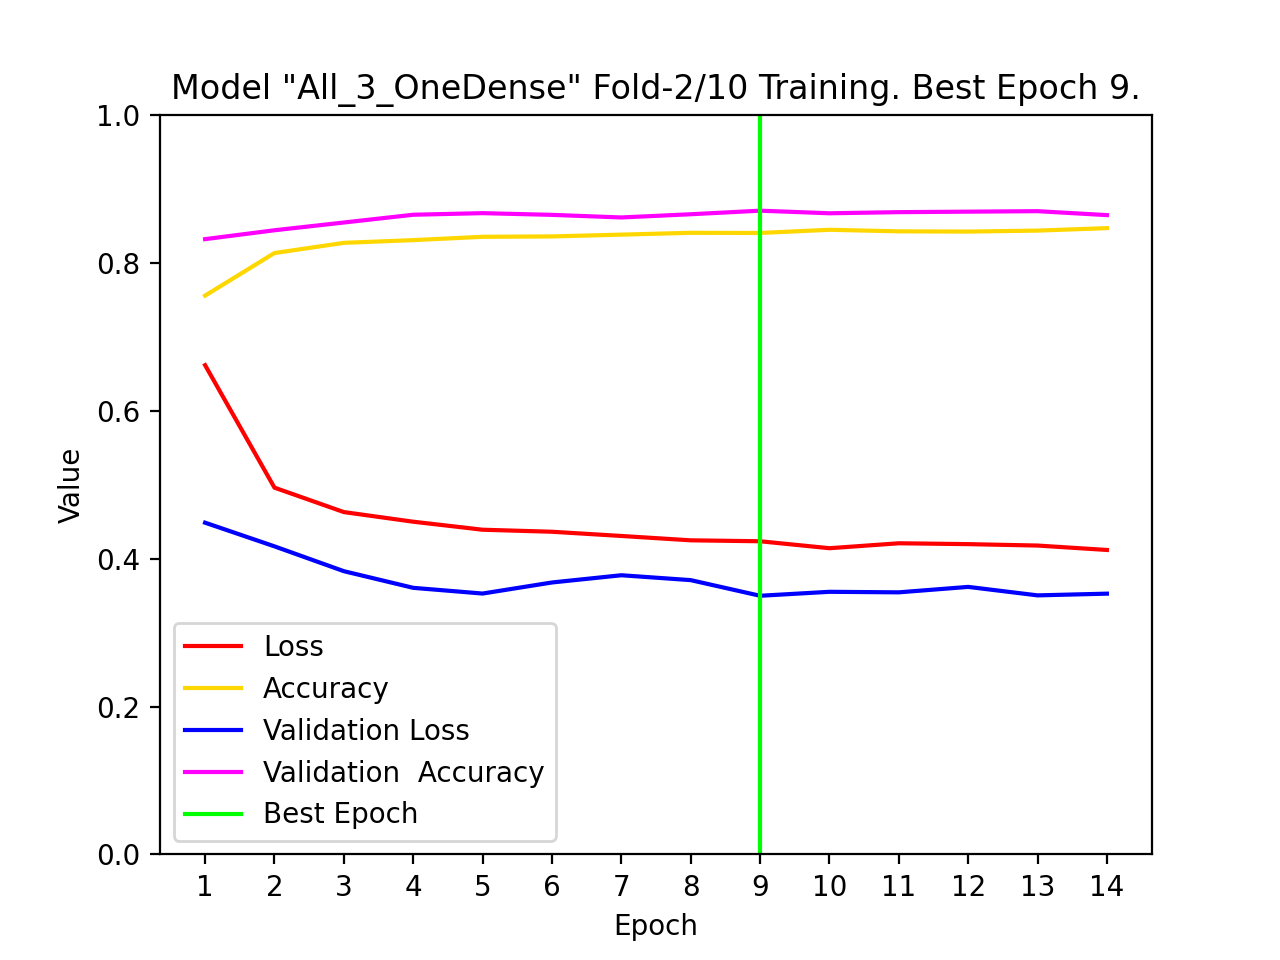 Model "All_3_OneDense" Fold-2/10 Training. Best Epoch 9.
1.0
0.8
0.6
0.4
0.2
0.0
Value
Loss
Accuracy
Validation Loss
Validation  Accuracy
Best Epoch
1 2 3 4 5 6 7 8 9 10 11 12 13 14
Epoch